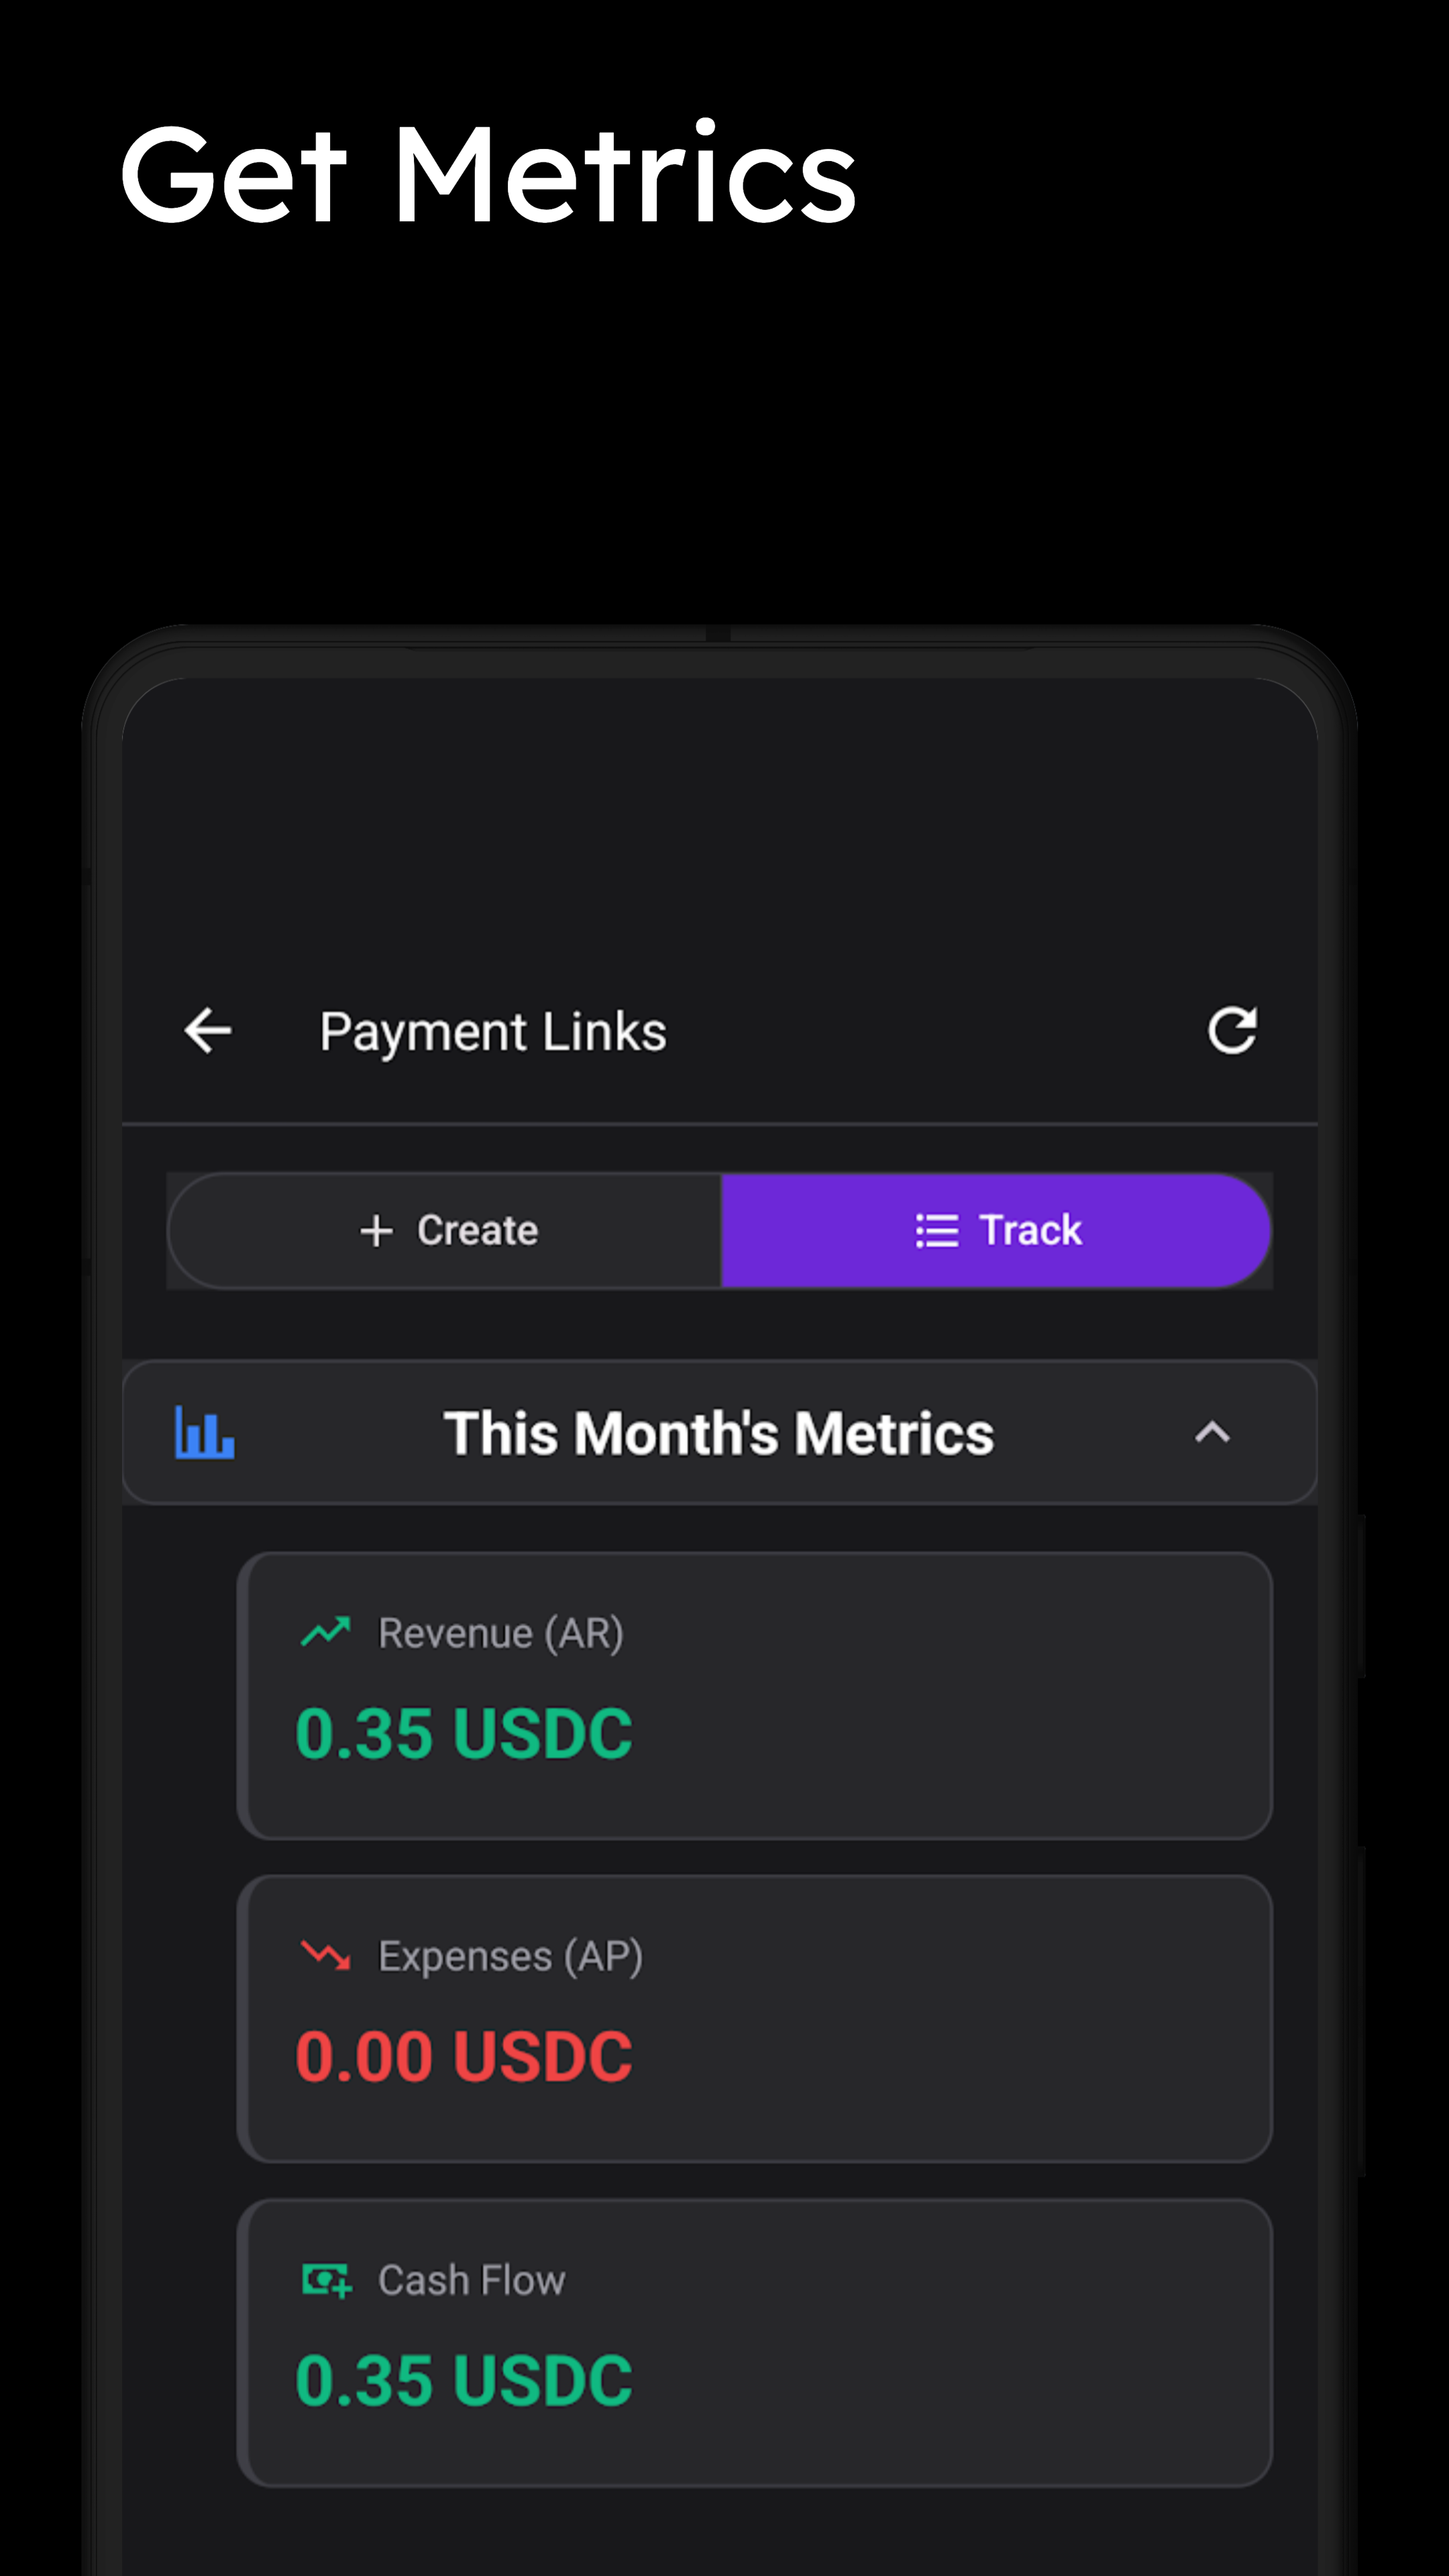 Get Metrics
Payment Links
Create
Track
This Month's Metrics
Revenue (AR)
0.35 USDC
Expenses (AP)
0.00 USDC
Cash Flow
0.35 USDC